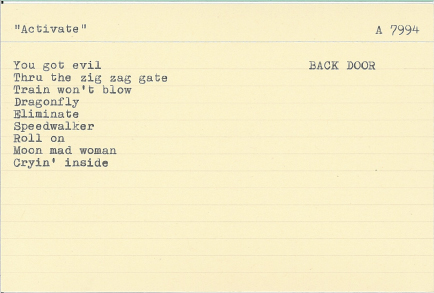 "Activate" A 7994
You got evil BACK DOOR
Thru the zig zag gate
Train won't blow
Dragonfly
Eliminate
Speedwalker
Roll on
Moon mad woman
Cryin' inside